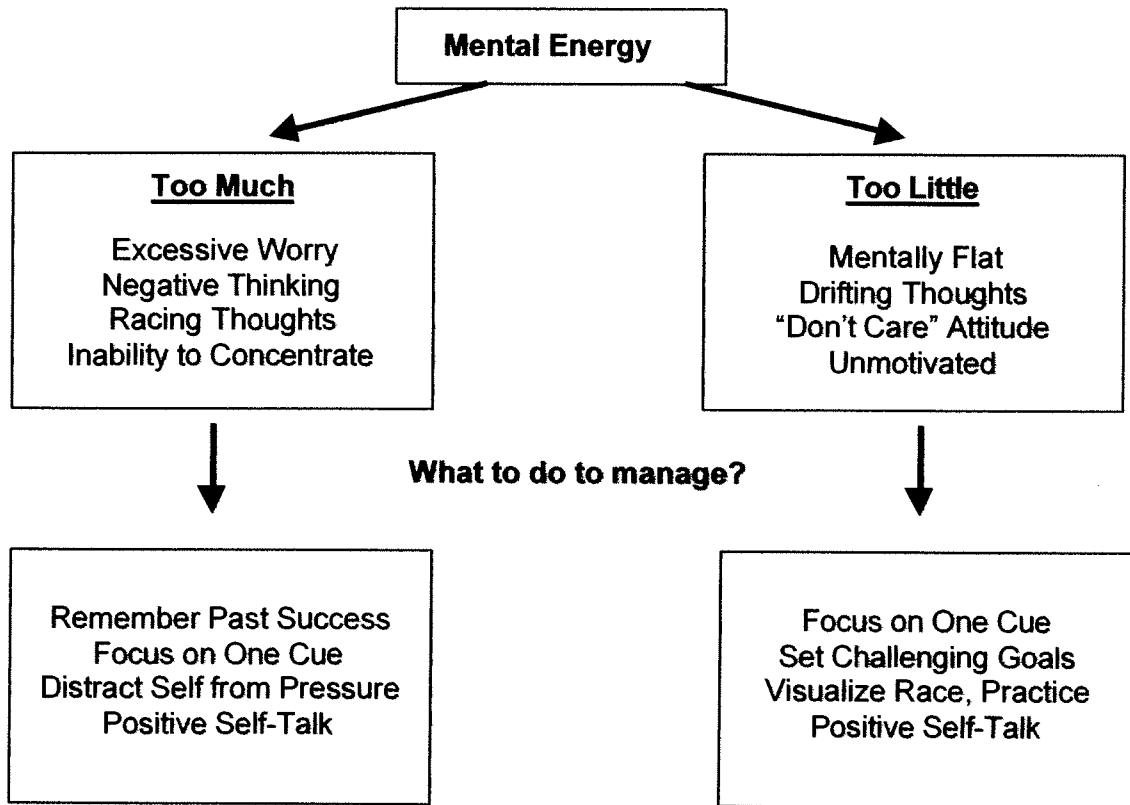 Mental Energy
Too Much
Excessive Worry
Negative Thinking
Racing Thoughts
Inability to Concentrate
Too Little
Mentally Flat
Drifting Thoughts
“Don’t Care” Attitude
Unmotivated
What to do to manage?
Remember Past Success
Focus on One Cue
Distract Self from Pressure
Positive Self-Talk
Focus on One Cue
Set Challenging Goals
Visualize Race, Practice
Positive Self-Talk